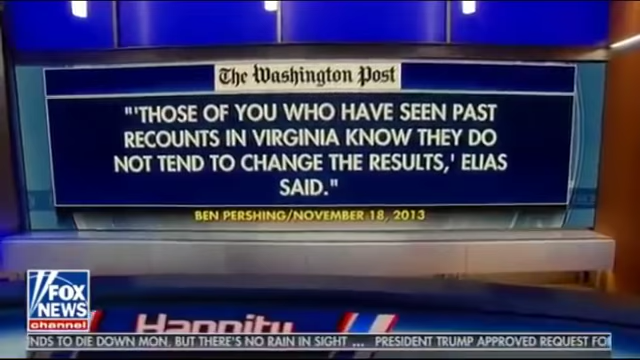 The Washington Post
"'THOSE OF YOU WHO HAVE SEEN PAST
RECOUNTS IN VIRGINIA KNOW THEY DO
NOT TEND TO CHANGE THE RESULTS,' ELIAS
SAID."
BEN PERSHING/NOVEMBER 18, 2013
FOX
NEWS
channel
Hannity
NDS TO DIE DOWN MON, BUT THERE'S NO RAIN IN SIGHT ... PRESIDENT TRUMP APPROVED REQUEST FO